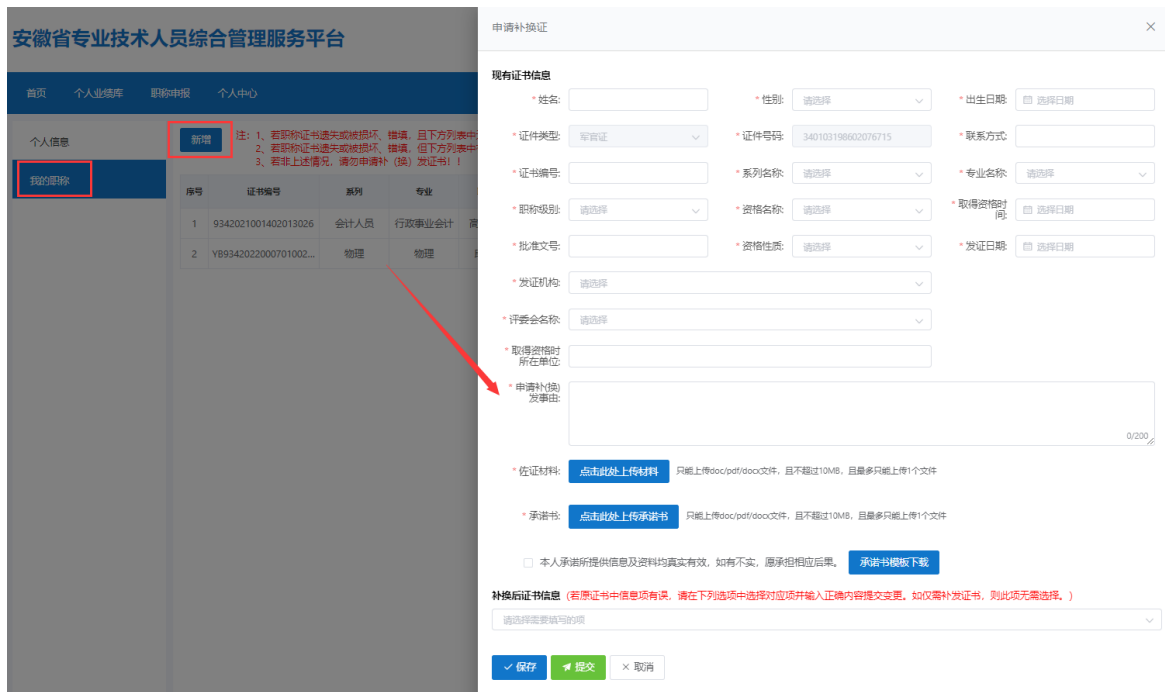 安徽省专业技术人员综合管理服务平台
首页 个人业绩库 职称申报 个人中心
个人信息
我的职称
新增
注：1、若职称证书遗失或被损坏、错填，且下方列表中
2、若职称证书遗失或被损坏、错填，但下方列表中
3、若非上述情况，请勿申请补（换）发证书！！
序号 证书编号 系列 专业
1 9342021001402013026 会计人员 行政事业会计
2 YB9342022000701002... 物理 物理
申请补换证
现有证书信息
* 姓名:
* 性别: 请选择
* 出生日期: 选择日期
* 证件类型: 军官证
* 证件号码: 340103198602076715
* 联系方式:
* 证书编号:
* 系列名称: 请选择
* 专业名称: 请选择
* 职称级别: 请选择
* 资格名称: 请选择
* 取得资格时
间: 选择日期
* 批准文号:
* 资格性质: 请选择
* 发证日期: 选择日期
* 发证机构: 请选择
* 评委会名称: 请选择
* 取得资格时
所在单位:
* 申请补(换)
发事由:
0/200
* 佐证材料: 点击此处上传材料 只能上传doc/pdf/docx文件，且不超过10MB，且最多只能上传1个文件
* 承诺书: 点击此处上传承诺书 只能上传doc/pdf/docx文件，且不超过10MB，且最多只能上传1个文件
本人承诺所提供信息及资料均真实有效，如有不实，愿承担相应后果。 承诺书模板下载
补换后证书信息（若原证书中信息项有误，请在下列选项中选择对应项并输入正确内容提交变更。如仅需补发证书，则此项无需选择。）
请选择需要填写的项
保存 提交 取消